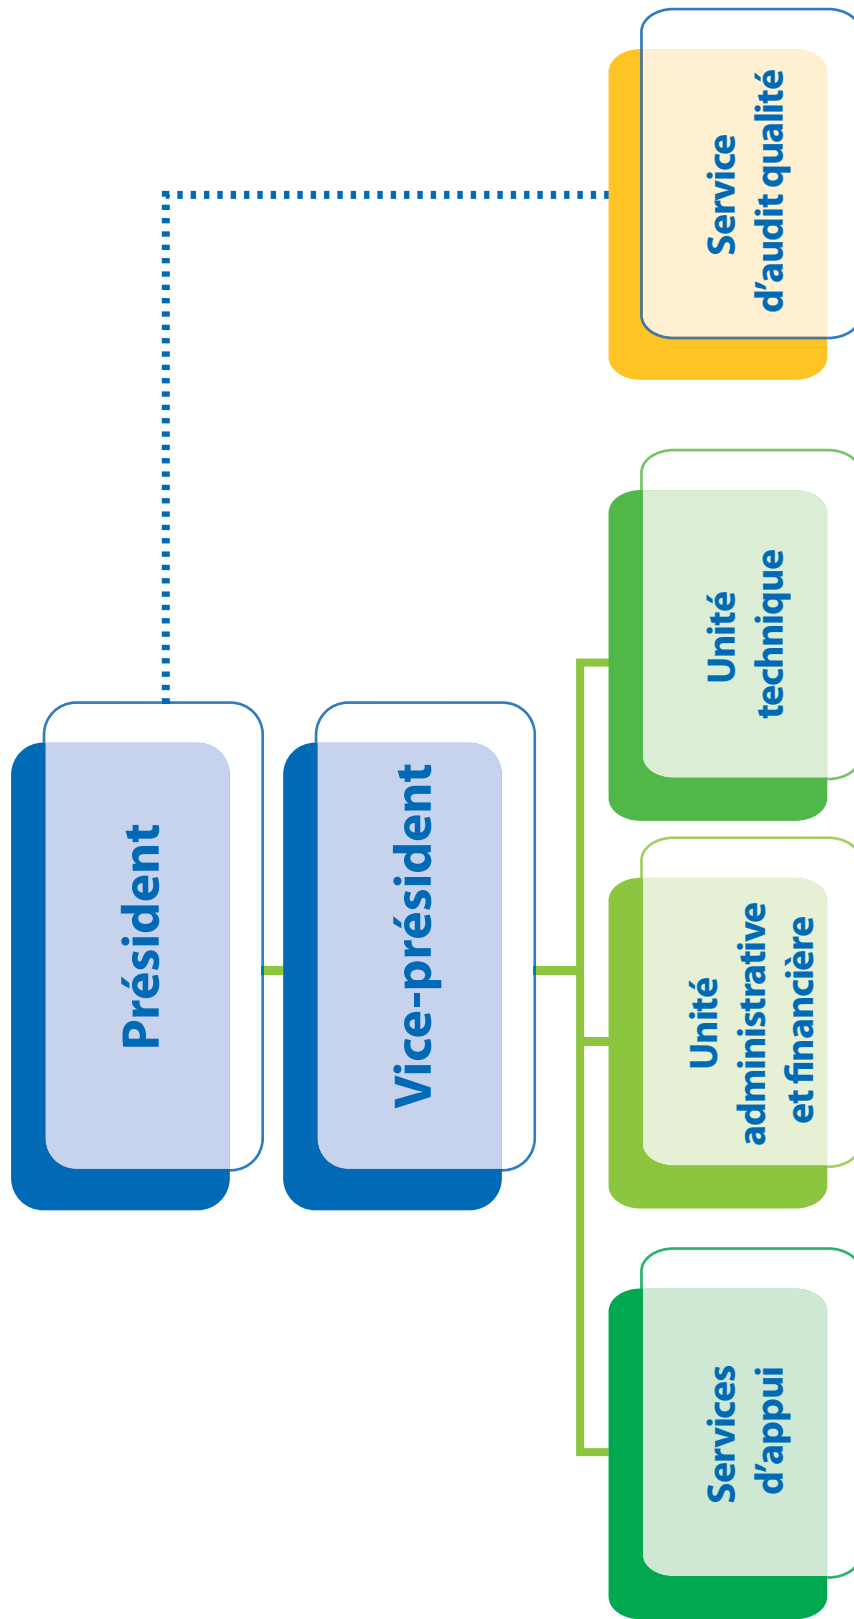 Président
Vice-président
Services
d’appui
Unité
administrative
et financière
Unité
technique
Service
d’audit qualité